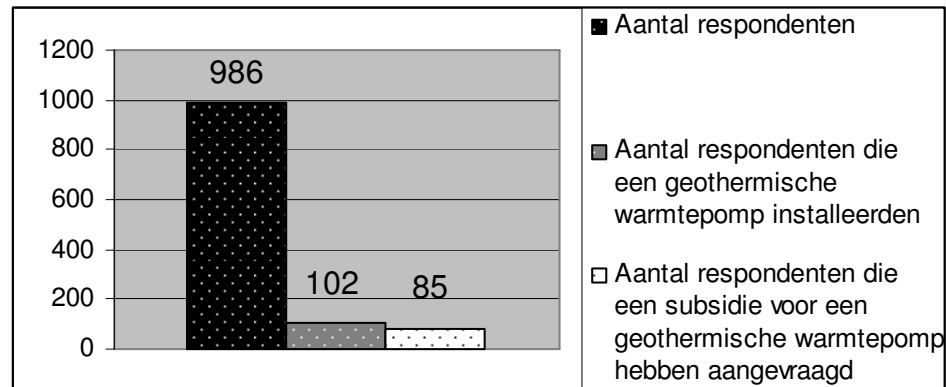 1200
1000
800
600
400
200
0
986
102
85
Aantal respondenten
Aantal respondenten die
een geothermische
warmtepomp installeerden
Aantal respondenten die
een subsidie voor een
geothermische warmtepomp
hebben aangevraagd